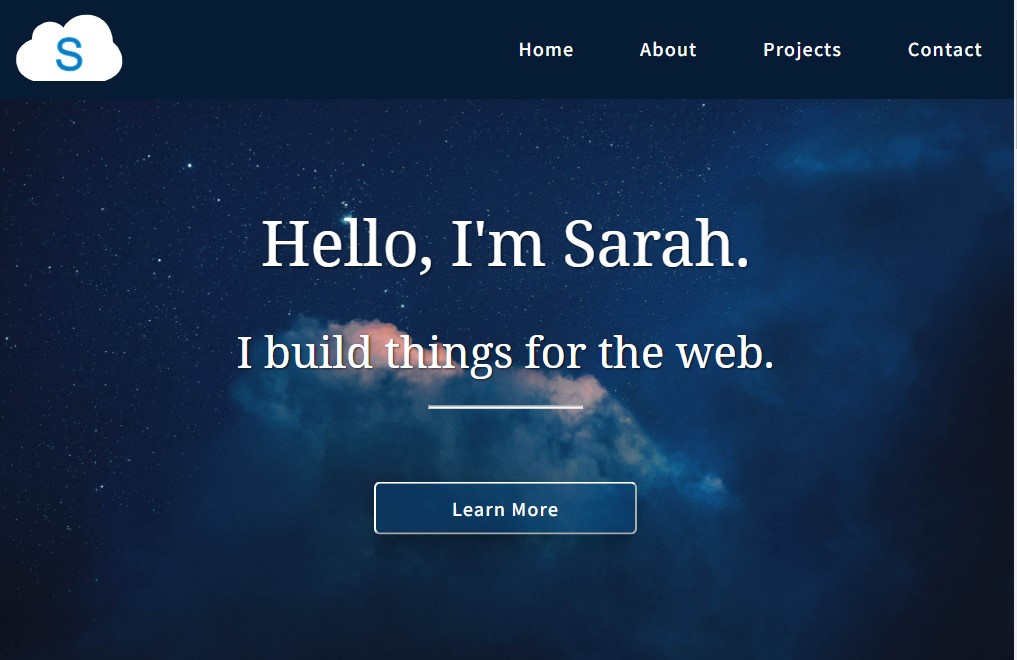 S
Home About Projects Contact
Hello, I'm Sarah.
I build things for the web.
Learn More